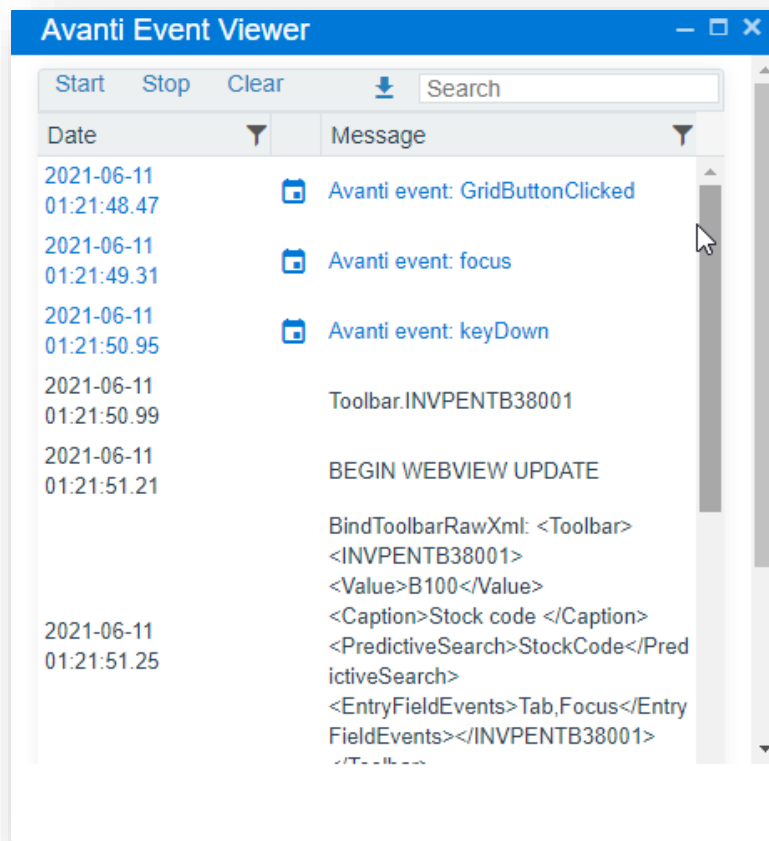 Avanti Event Viewer
Start Stop Clear Search
Date Message
2021-06-11
01:21:48.47
Avanti event: GridButtonClicked
2021-06-11
01:21:49.31
Avanti event: focus
2021-06-11
01:21:50.95
Avanti event: keyDown
2021-06-11
01:21:50.99
Toolbar.INVPENTB38001
2021-06-11
01:21:51.21
BEGIN WEBVIEW UPDATE
2021-06-11
01:21:51.25
BindToolbarRawXml: <Toolbar>
<INVPENTB38001>
<Value>B100</Value>
<Caption>Stock code </Caption>
<PredictiveSearch>StockCode</Pred
ictiveSearch>
<EntryFieldEvents>Tab,Focus</Entry
FieldEvents></INVPENTB38001>
</Toolbar>